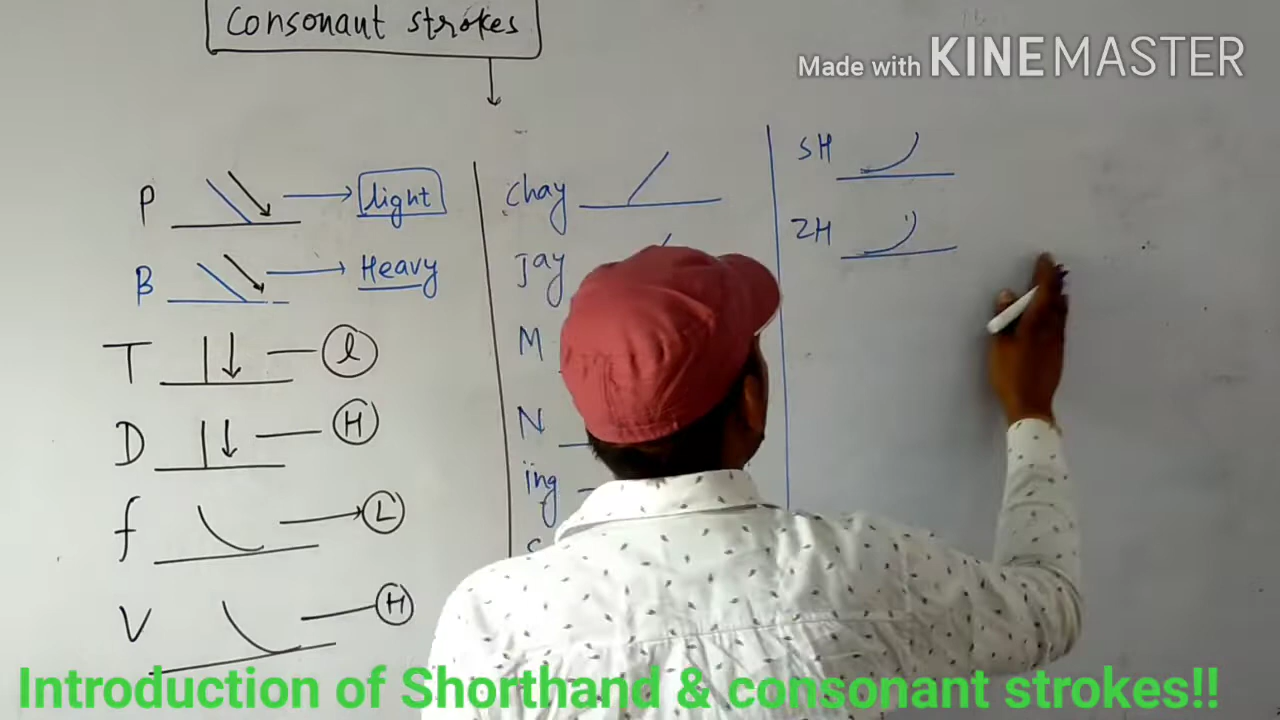 Consonant strokes
Made with KINEMASTER
P light
B Heavy
T l
D H
f L
V H
Chay
Jay
M
N
ing
SH
ZH
Introduction of Shorthand & consonant strokes!!